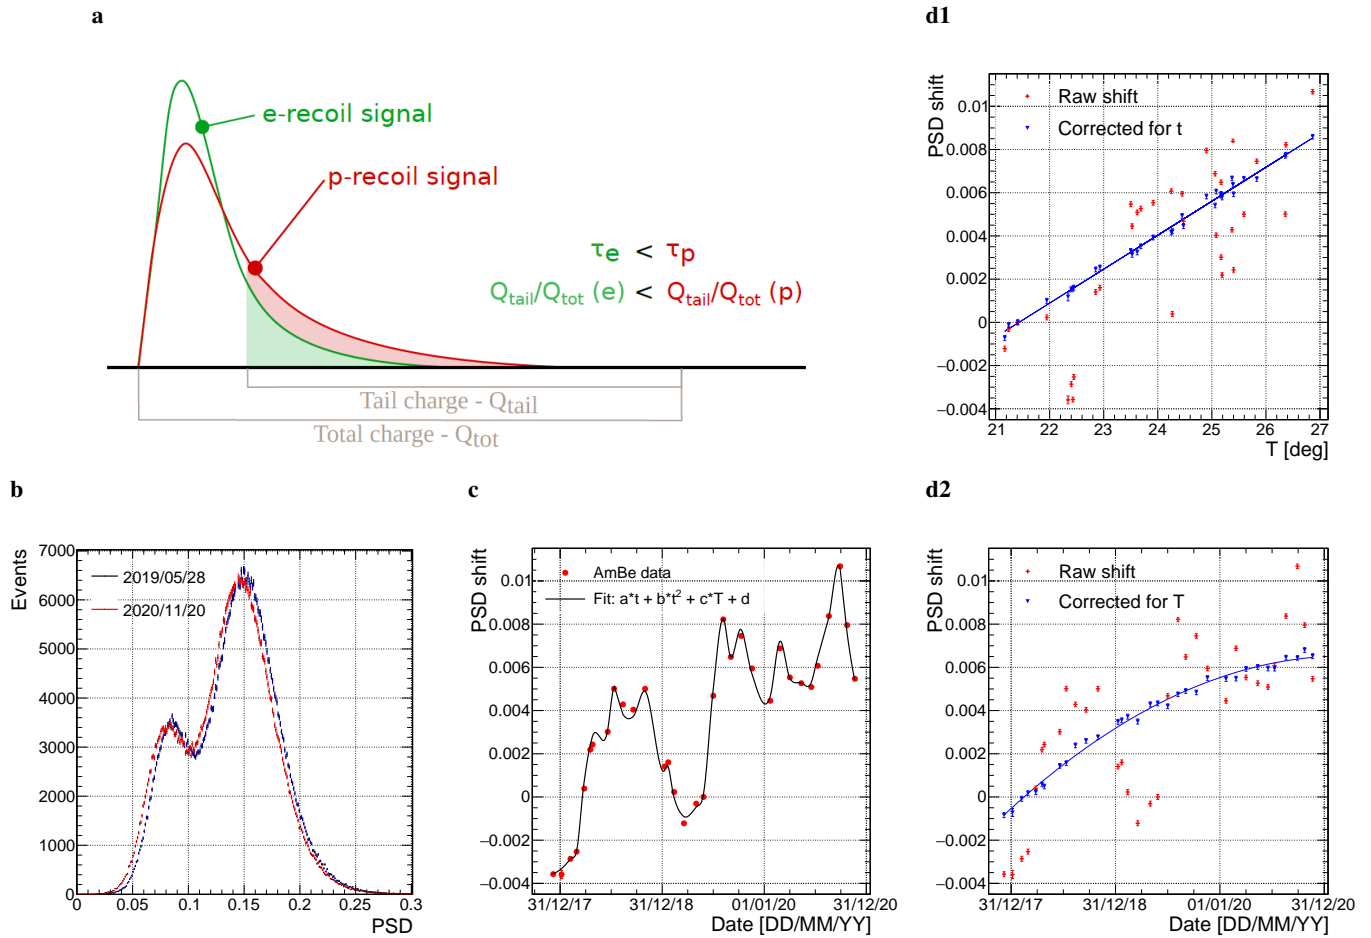 a
e-recoil signal
p-recoil signal
τe < τp
Qtail/Qtot (e) < Qtail/Qtot (p)
Tail charge - Qtail
Total charge - Qtot
d1
PSD shift
Raw shift
Corrected for t
0.01
0.008
0.006
0.004
0.002
0
−0.002
−0.004
21 22 23 24 25 26 27
T [deg]
b
Events
7000
6000
5000
4000
3000
2000
1000
0
2019/05/28
2020/11/20
0 0.05 0.1 0.15 0.2 0.25 0.3
PSD
c
PSD shift
AmBe data
Fit: a*t + b*t² + c*T + d
0.01
0.008
0.006
0.004
0.002
0
−0.002
−0.004
31/12/17 31/12/18 01/01/20 31/12/20
Date [DD/MM/YY]
d2
PSD shift
Raw shift
Corrected for T
0.01
0.008
0.006
0.004
0.002
0
−0.002
−0.004
31/12/17 31/12/18 01/01/20 31/12/20
Date [DD/MM/YY]